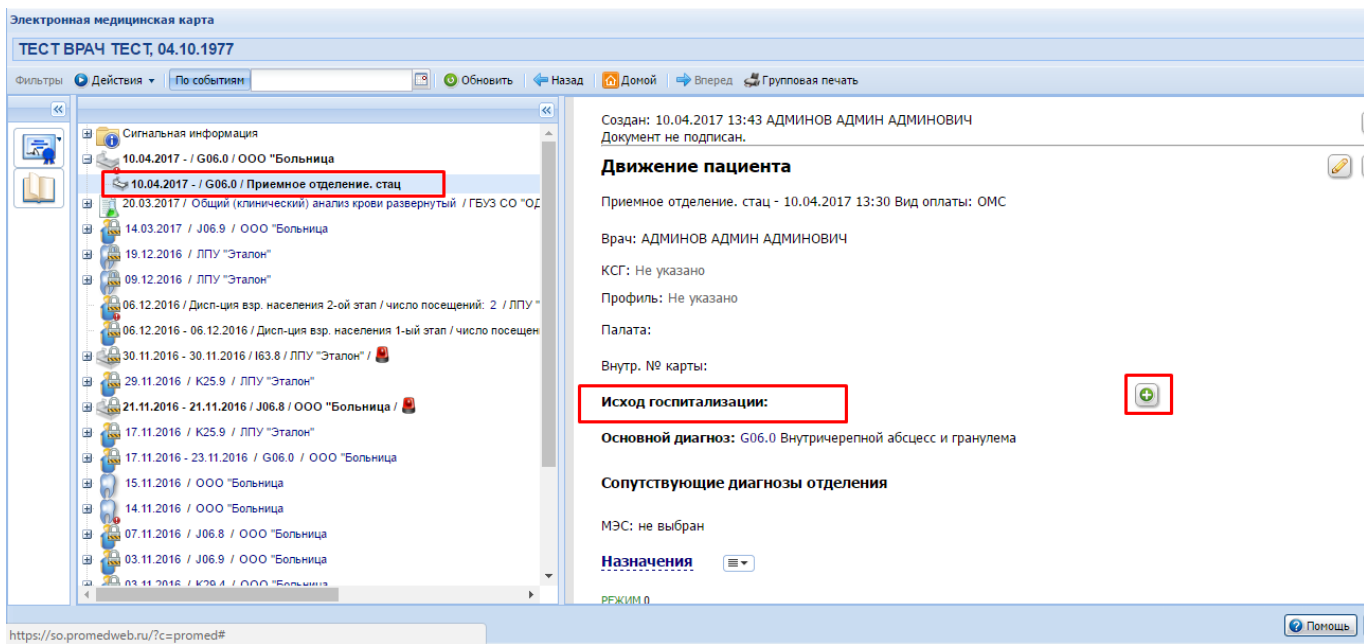 Электронная медицинская карта
ТЕСТ ВРАЧ ТЕСТ, 04.10.1977
Фильтры Действия По событиям Обновить Назад Домой Вперед Групповая печать
Сигнальная информация
10.04.2017 - / G06.0 / ООО "Больница
10.04.2017 - / G06.0 / Приемное отделение. стац
20.03.2017 / Общий (клинический) анализ крови развернутый / ГБУЗ СО "ОД
14.03.2017 / J06.9 / ООО "Больница
19.12.2016 / ЛПУ "Эталон"
09.12.2016 / ЛПУ "Эталон"
06.12.2016 / Дисп-ция взр. населения 2-ой этап / число посещений: 2 / ЛПУ "
06.12.2016 - 06.12.2016 / Дисп-ция взр. населения 1-ый этап / число посещен
30.11.2016 - 30.11.2016 / I63.8 / ЛПУ "Эталон" /
29.11.2016 / K25.9 / ЛПУ "Эталон"
21.11.2016 - 21.11.2016 / J06.8 / ООО "Больница /
17.11.2016 / K25.9 / ЛПУ "Эталон"
17.11.2016 - 23.11.2016 / G06.0 / ООО "Больница
15.11.2016 / ООО "Больница
14.11.2016 / ООО "Больница
07.11.2016 / J06.8 / ООО "Больница
03.11.2016 / J06.9 / ООО "Больница
03.11.2016 / K29.4 / ООО "Больница
Создан: 10.04.2017 13:43 АДМИНОВ АДМИН АДМИНОВИЧ
Документ не подписан.
Движение пациента
Приемное отделение. стац - 10.04.2017 13:30 Вид оплаты: ОМС
Врач: АДМИНОВ АДМИН АДМИНОВИЧ
КСГ: Не указано
Профиль: Не указано
Палата:
Внутр. № карты:
Исход госпитализации:
Основной диагноз: G06.0 Внутричерепной абсцесс и гранулема
Сопутствующие диагнозы отделения
МЭС: не выбран
Назначения
РЕЖИМ 0
Помощь
https://so.promedweb.ru/?c=promed#